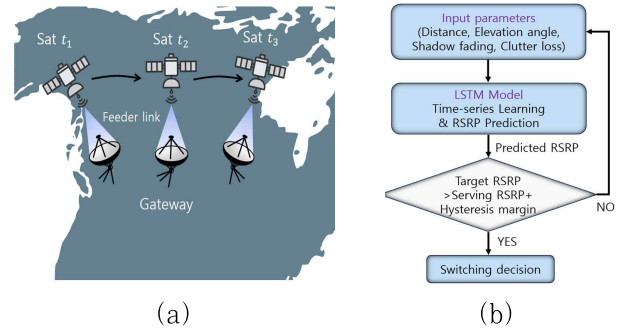 Sat t₁
Sat t₂
Sat t₃
Feeder link
Gateway
(a)
Input parameters
(Distance, Elevation angle,
Shadow fading, Clutter loss)
LSTM Model
Time-series Learning
& RSRP Prediction
Predicted RSRP
Target RSRP
>Serving RSRP+
Hysteresis margin
NO
YES
Switching decision
(b)